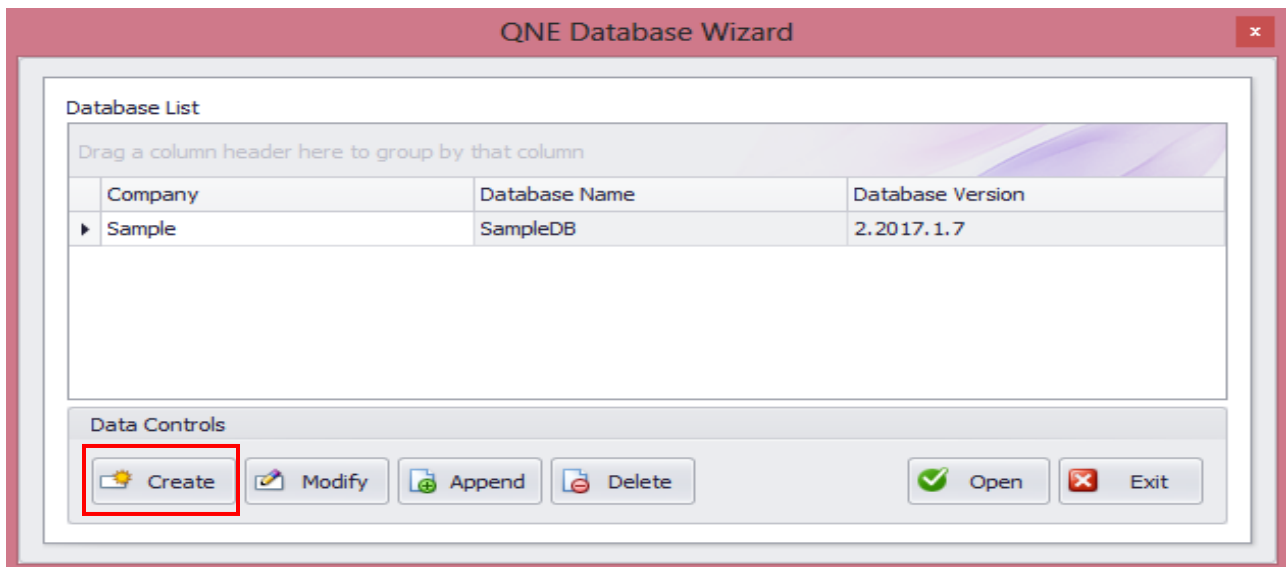 QNE Database Wizard
x
Database List
Drag a column header here to group by that column
Company Database Name Database Version
Sample SampleDB 2.2017.1.7
Data Controls
Create Modify Append Delete Open Exit